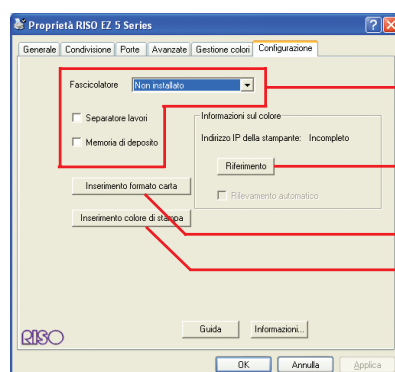 Proprietà RISO EZ 5 Series
Generale Condivisione Porte Avanzate Gestione colori Configurazione
Fascicolatore Non installato
Separatore lavori
Memoria di deposito
Informazioni sul colore
Indirizzo IP della stampante: Incompleto
Riferimento
Rilevamento automatico
Inserimento formato carta
Inserimento colore di stampa
RISO
Guida Informazioni...
OK Annulla Applica